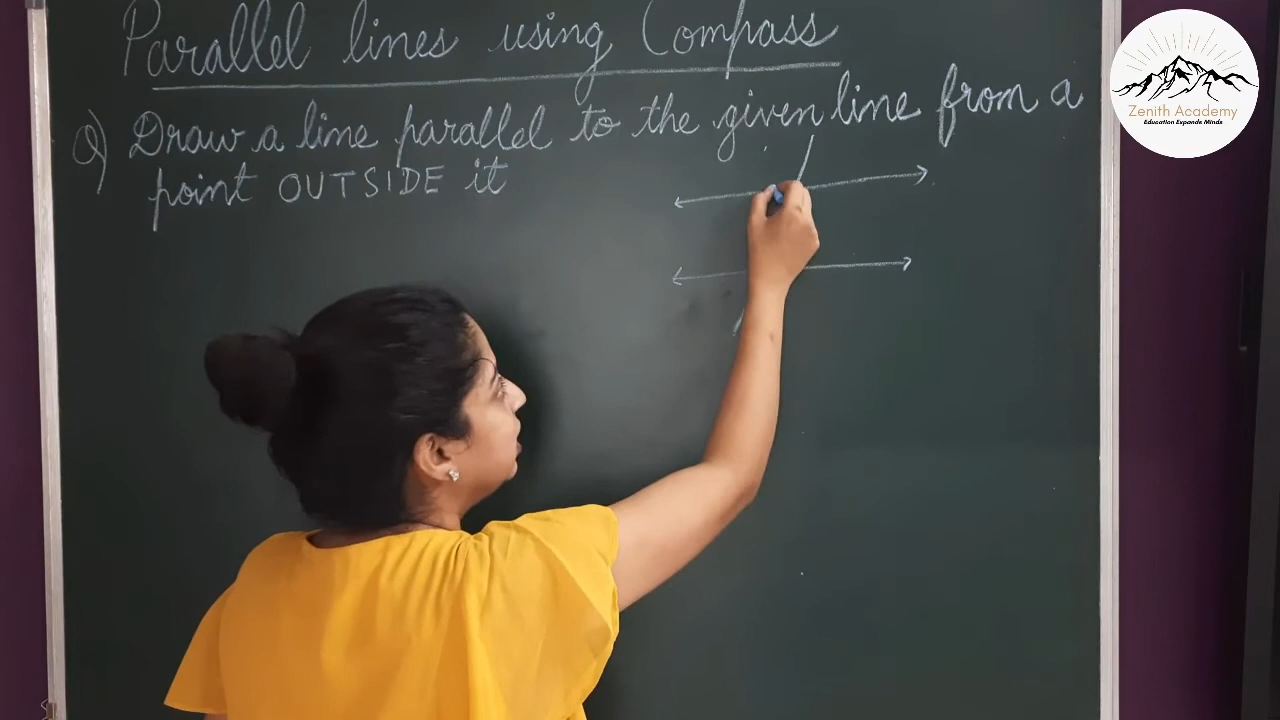 Parallel lines using Compass
Q) Draw a line parallel to the given line from a
point OUTSIDE it
Zenith Academy
Education Expands Minds